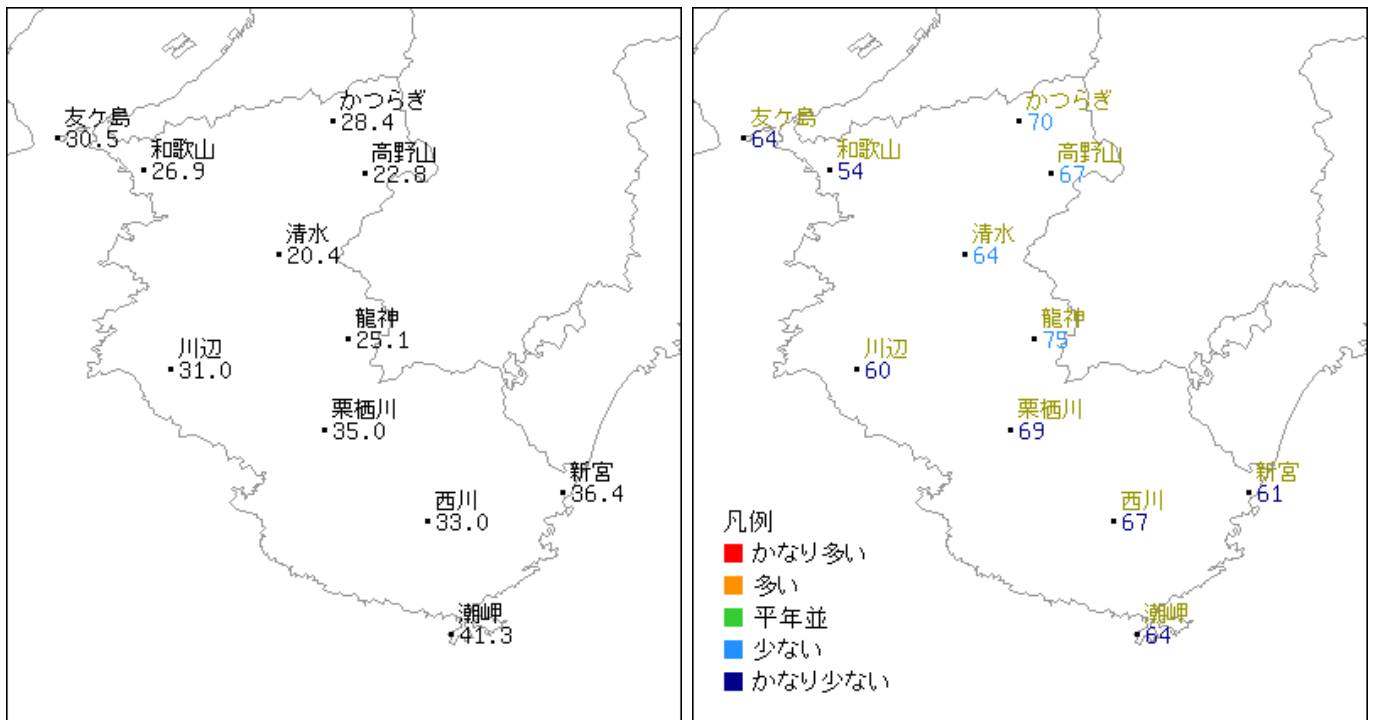 友ケ島
30.5
かつらぎ
28.4
和歌山
26.9
高野山
22.8
清水
20.4
龍神
25.1
川辺
31.0
栗栖川
35.0
新宮
36.4
西川
33.0
潮岬
41.3
友ケ島
64
かつらぎ
70
和歌山
54
高野山
67
清水
64
龍神
75
川辺
60
栗栖川
69
新宮
61
西川
67
潮岬
64
凡例
かなり多い
多い
平年並
少ない
かなり少ない